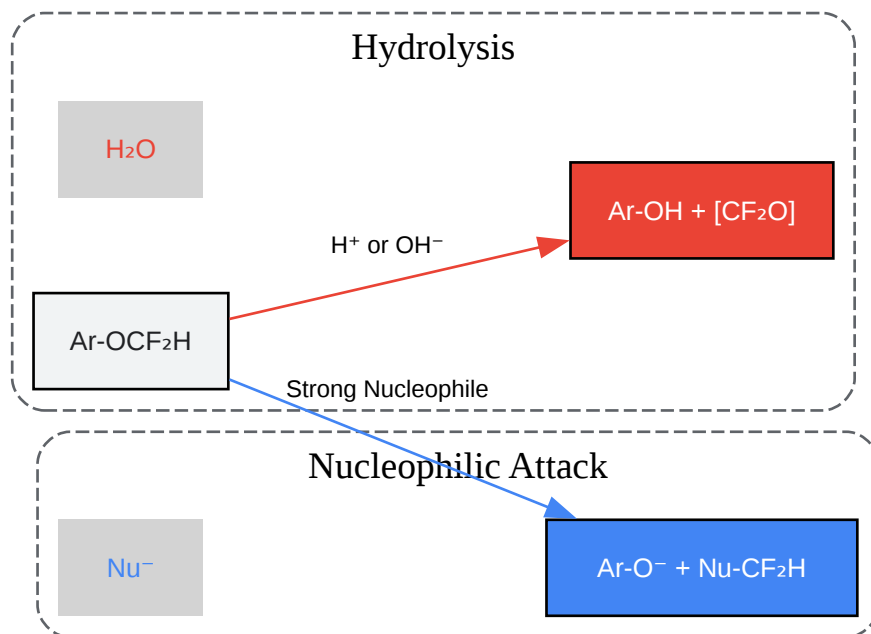 Hydrolysis
H₂O
Ar-OH + [CF₂O]
H⁺ or OH⁻
Ar-OCF₂H
Strong Nucleophile
Nucleophilic Attack
Nu⁻
Ar-O⁻ + Nu-CF₂H